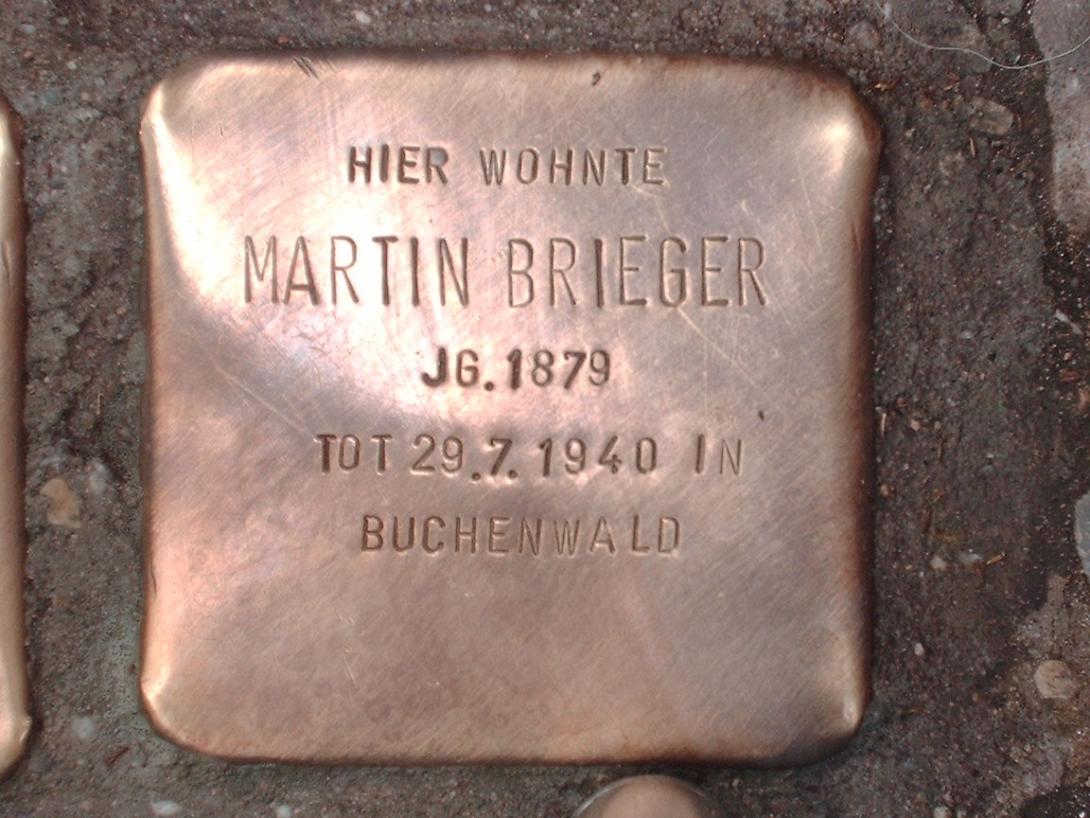 HIER WOHNTE
MARTIN BRIEGER
JG.1879
TOT 29.7.1940 IN
BUCHENWALD